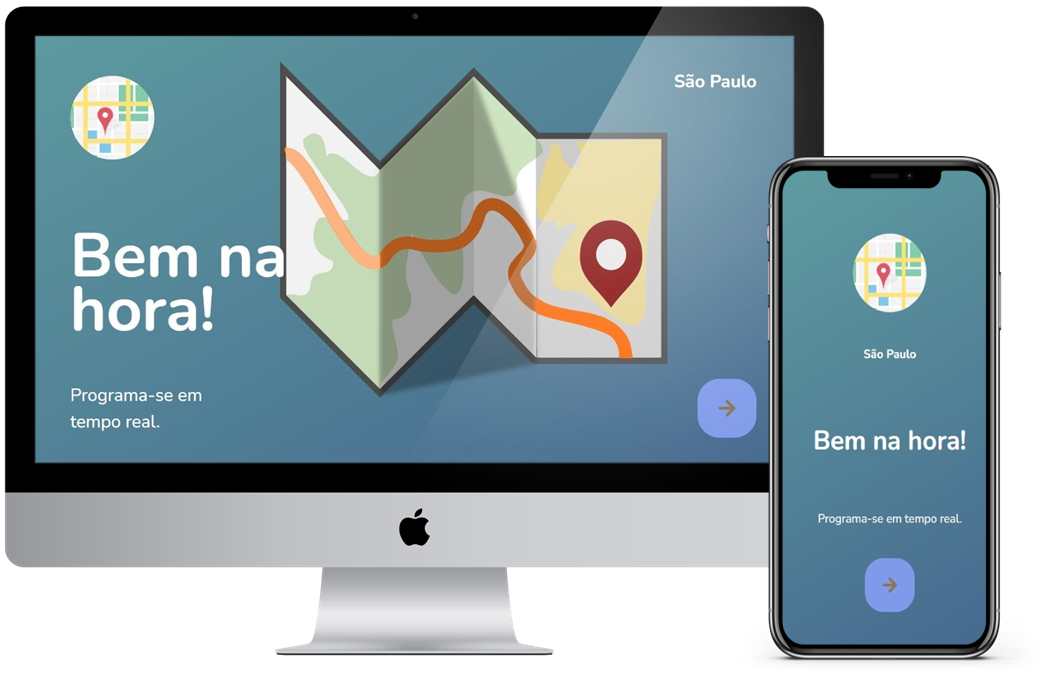 São Paulo
Bem na
hora!
Programa-se em
tempo real.
São Paulo
Bem na hora!
Programa-se em tempo real.